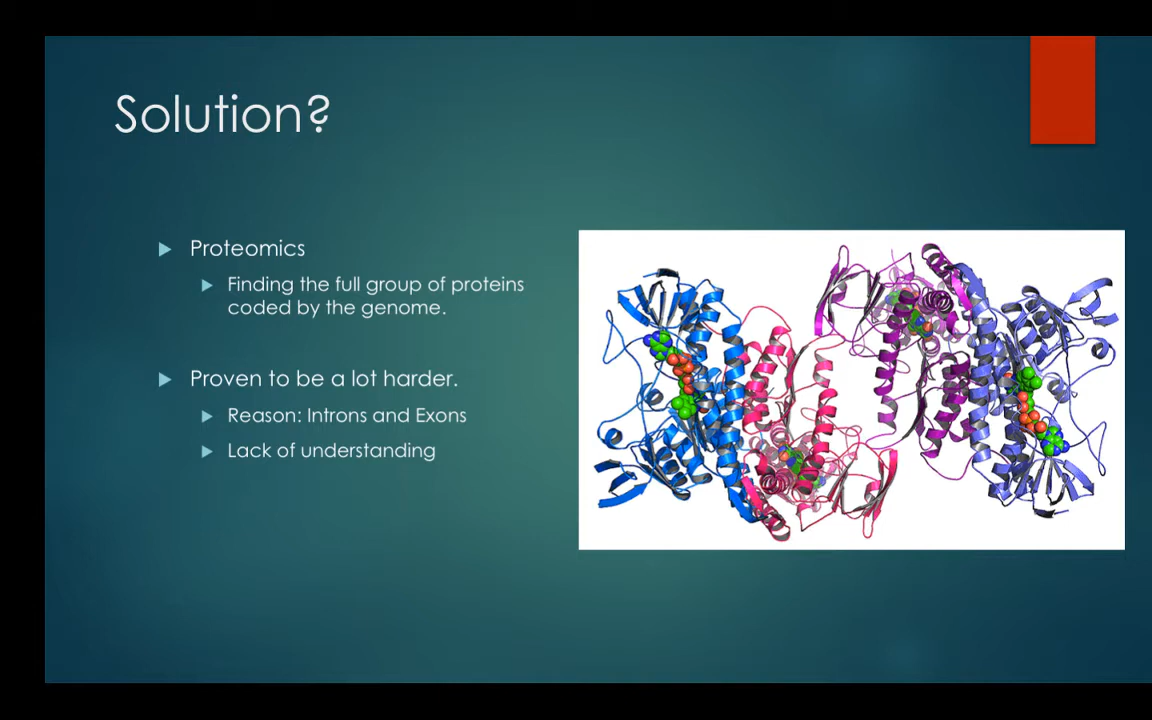 Solution?
Proteomics
Finding the full group of proteins
coded by the genome.
Proven to be a lot harder.
Reason: Introns and Exons
Lack of understanding